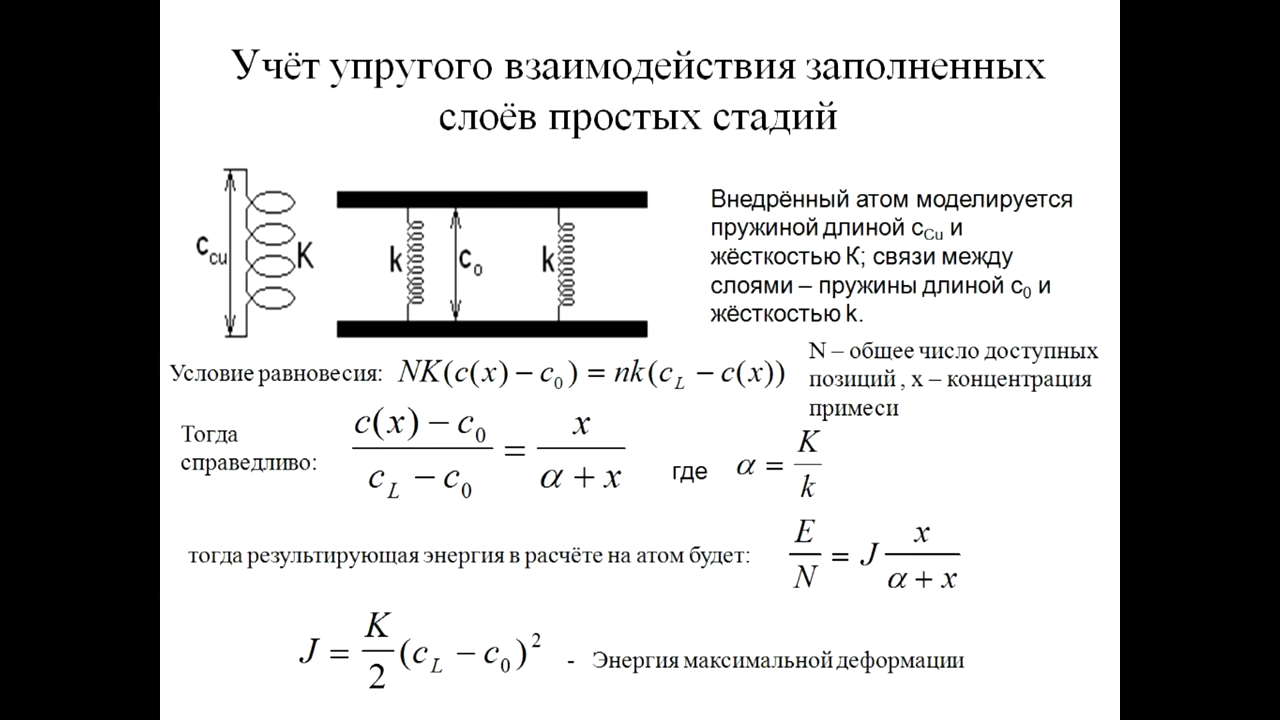 Учёт упругого взаимодействия заполненных
слоёв простых стадий
c_cu K k c_o k
Внедрённый атом моделируется
пружиной длиной c_Cu и
жёсткостью К; связи между
слоями – пружины длиной c_0 и
жёсткостью k.
Условие равновесия: NK(c(x) − c_0) = nk(c_L − c(x))
N – общее число доступных
позиций , x – концентрация
примеси
Тогда
справедливо:
(c(x) − c_0)/(c_L − c_0) = x/(α + x) где α = K/k
тогда результирующая энергия в расчёте на атом будет: E/N = J x/(α + x)
J = K/2 (c_L − c_0)^2 - Энергия максимальной деформации